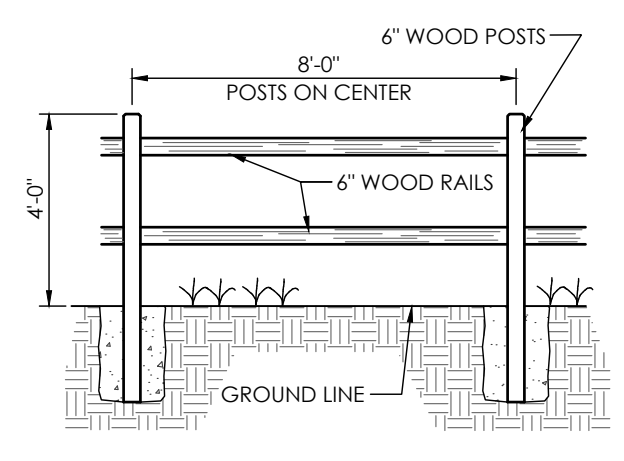 6" WOOD POSTS
8'-0"
POSTS ON CENTER
4'-0"
6" WOOD RAILS
GROUND LINE